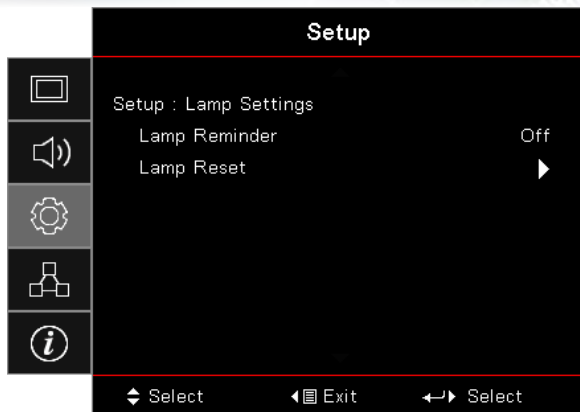 Setup
Setup : Lamp Settings
Lamp Reminder Off
Lamp Reset
Select Exit Select